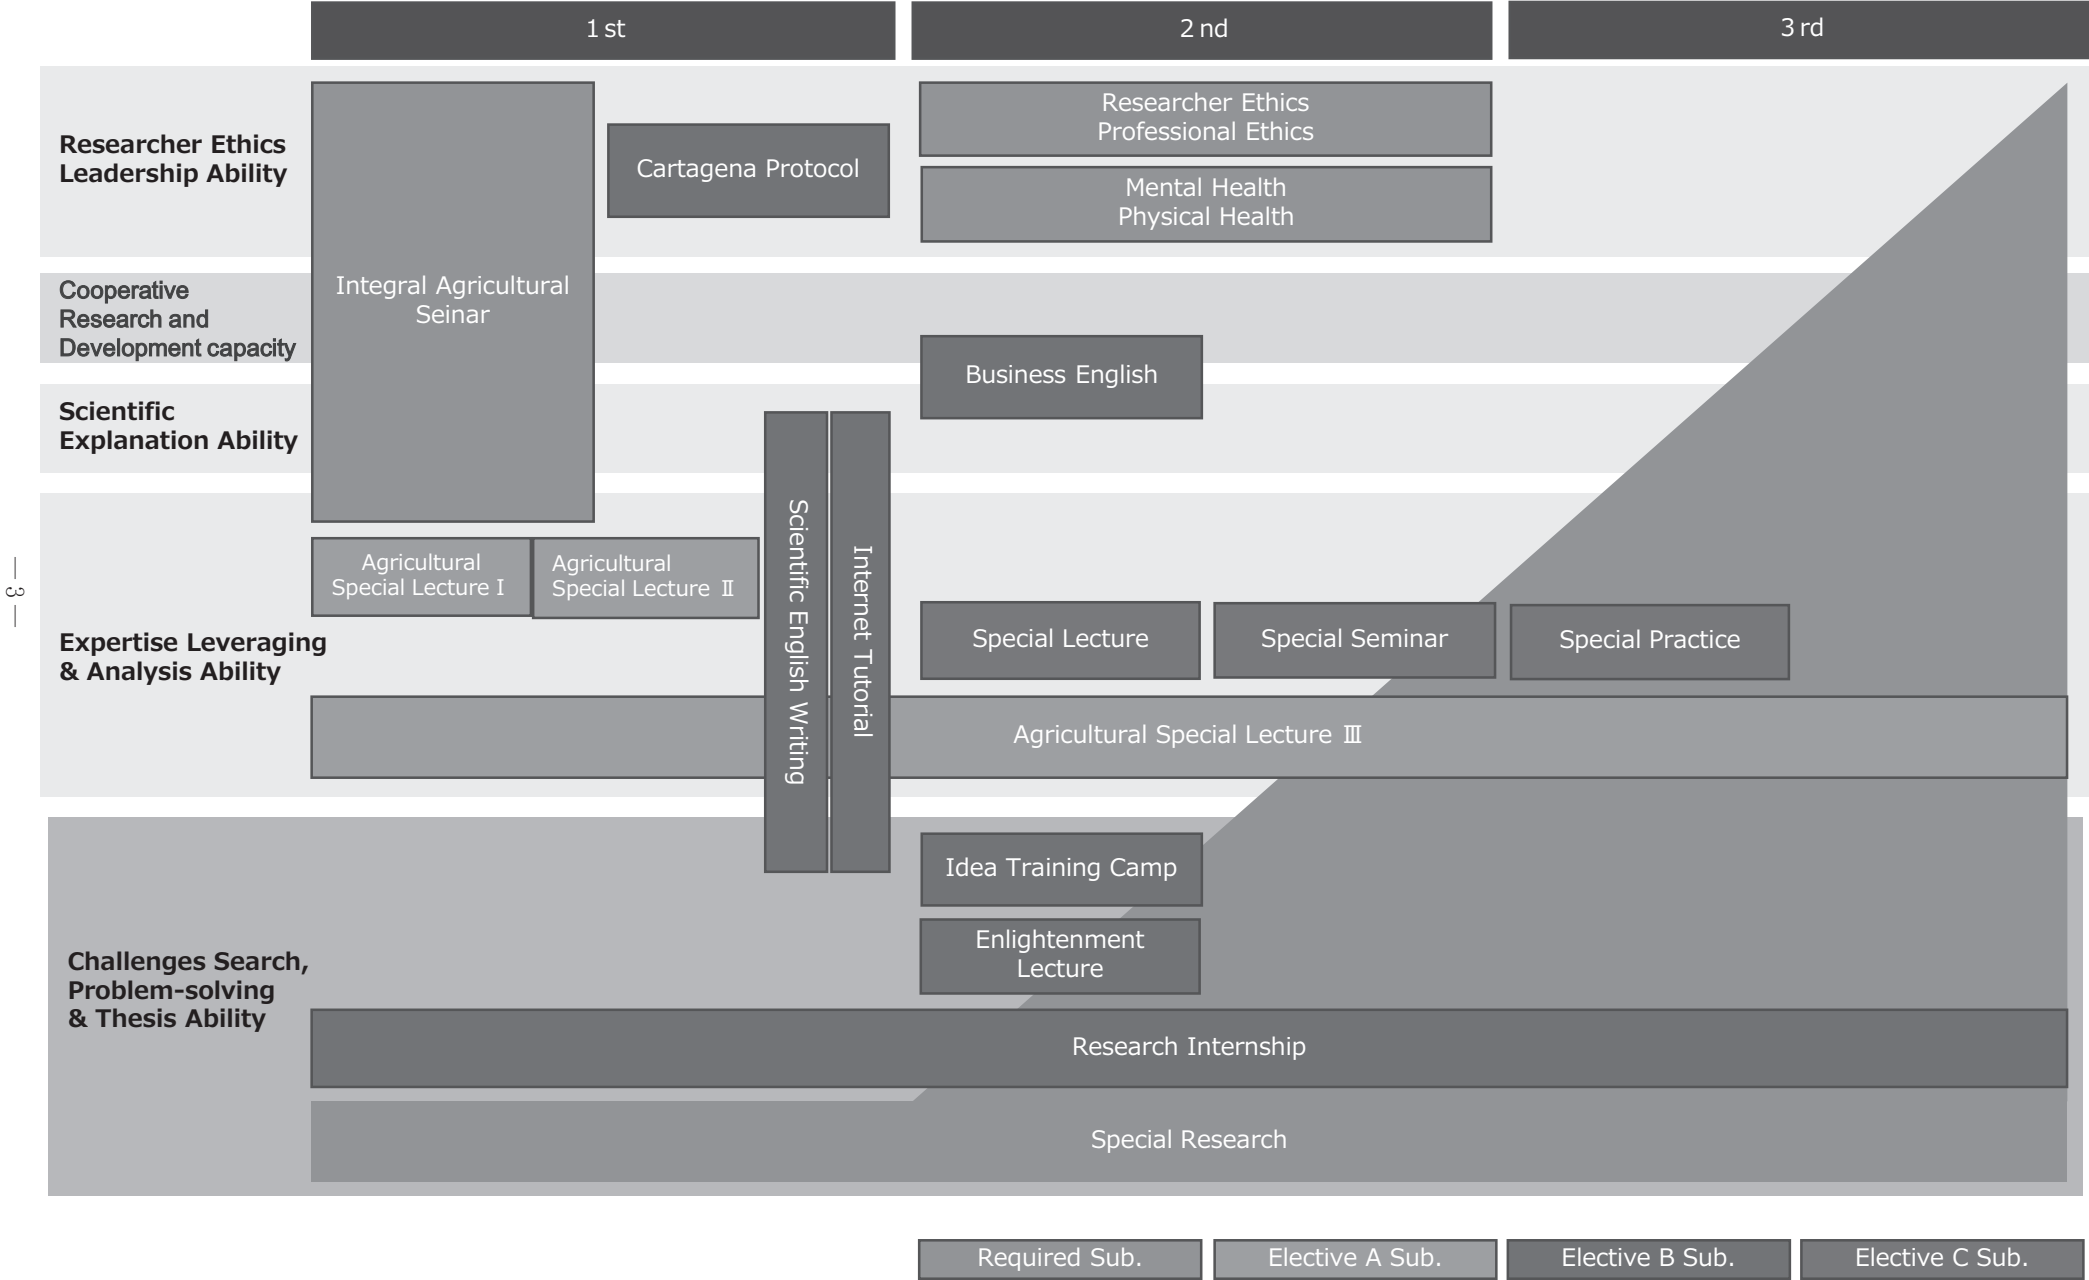 1 st
2 nd
3 rd
Researcher Ethics
Leadership Ability
Cartagena Protocol
Researcher Ethics
Professional Ethics
Mental Health
Physical Health
Cooperative
Research and
Development capacity
Integral Agricultural
Seinar
Business English
Scientific
Explanation Ability
Scientific English Writing
Internet Tutorial
Expertise Leveraging
& Analysis Ability
Agricultural
Special Lecture I
Agricultural
Special Lecture Ⅱ
Special Lecture
Special Seminar
Special Practice
Agricultural Special Lecture Ⅲ
Challenges Search,
Problem-solving
& Thesis Ability
Idea Training Camp
Enlightenment
Lecture
Research Internship
Special Research
Required Sub.
Elective A Sub.
Elective B Sub.
Elective C Sub.
— 3 —